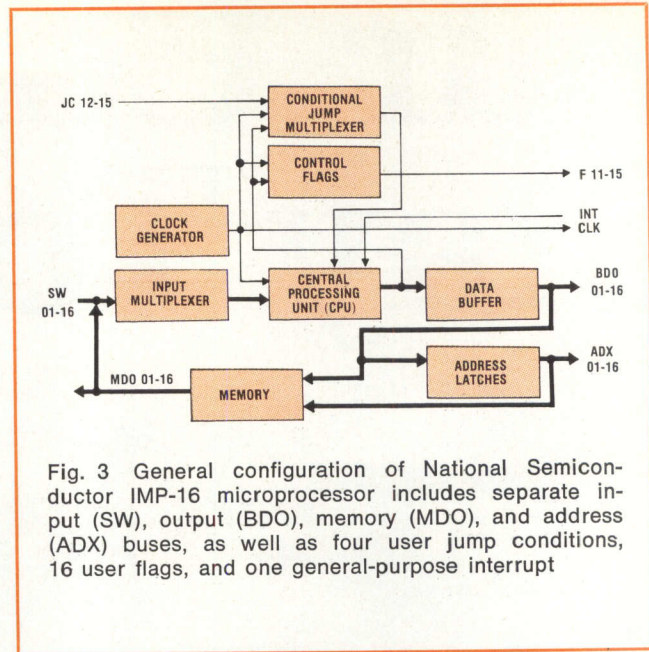 JC 12-15
CONDITIONAL
JUMP
MULTIPLEXER
CONTROL
FLAGS
F 11-15
CLOCK
GENERATOR
INT
CLK
SW
01-16
INPUT
MULTIPLEXER
CENTRAL
PROCESSING
UNIT (CPU)
DATA
BUFFER
BDO
01-16
MDO 01-16
MEMORY
ADDRESS
LATCHES
ADX
01-16
Fig. 3 General configuration of National Semicon-
ductor IMP-16 microprocessor includes separate in-
put (SW), output (BDO), memory (MDO), and address
(ADX) buses, as well as four user jump conditions,
16 user flags, and one general-purpose interrupt